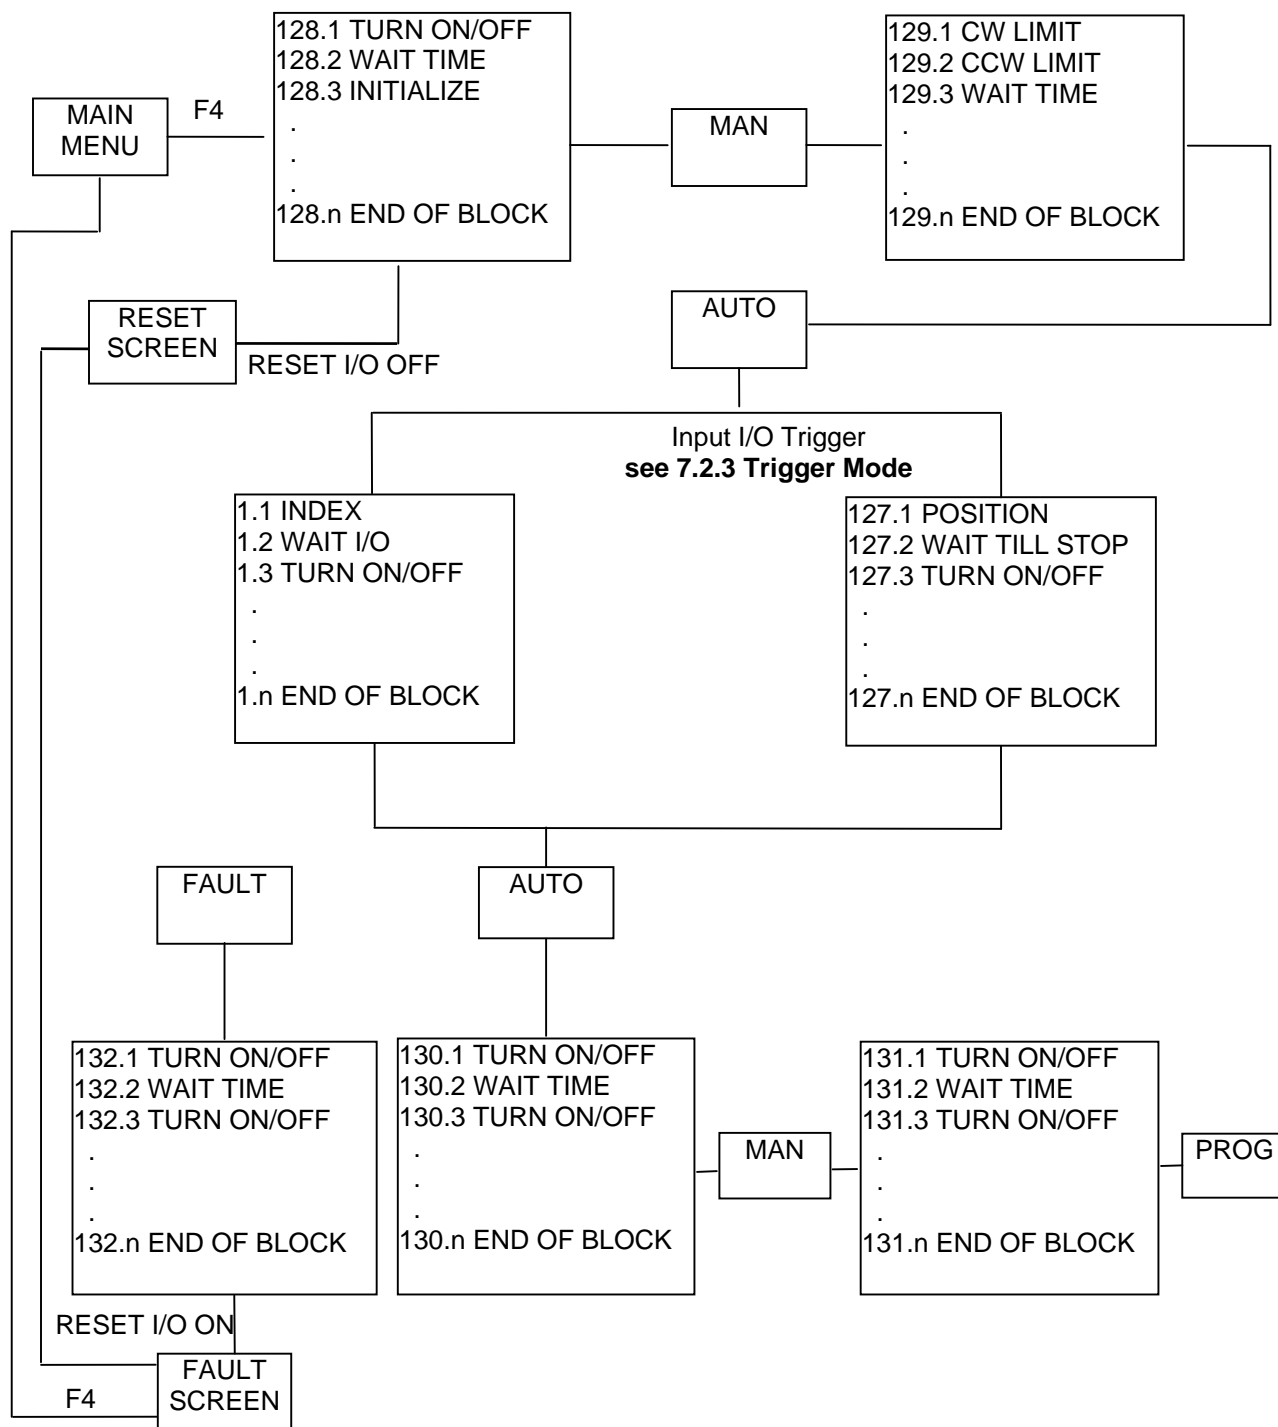 MAIN
MENU
F4
128.1 TURN ON/OFF
128.2 WAIT TIME
128.3 INITIALIZE
.
.
.
128.n END OF BLOCK
MAN
129.1 CW LIMIT
129.2 CCW LIMIT
129.3 WAIT TIME
.
.
.
129.n END OF BLOCK
RESET
SCREEN
RESET I/O OFF
AUTO
Input I/O Trigger
see 7.2.3 Trigger Mode
1.1 INDEX
1.2 WAIT I/O
1.3 TURN ON/OFF
.
.
.
1.n END OF BLOCK
127.1 POSITION
127.2 WAIT TILL STOP
127.3 TURN ON/OFF
.
.
.
127.n END OF BLOCK
FAULT
AUTO
132.1 TURN ON/OFF
132.2 WAIT TIME
132.3 TURN ON/OFF
.
.
.
132.n END OF BLOCK
130.1 TURN ON/OFF
130.2 WAIT TIME
130.3 TURN ON/OFF
.
.
.
130.n END OF BLOCK
MAN
131.1 TURN ON/OFF
131.2 WAIT TIME
131.3 TURN ON/OFF
.
.
.
131.n END OF BLOCK
PROG
RESET I/O ON
FAULT
SCREEN
F4